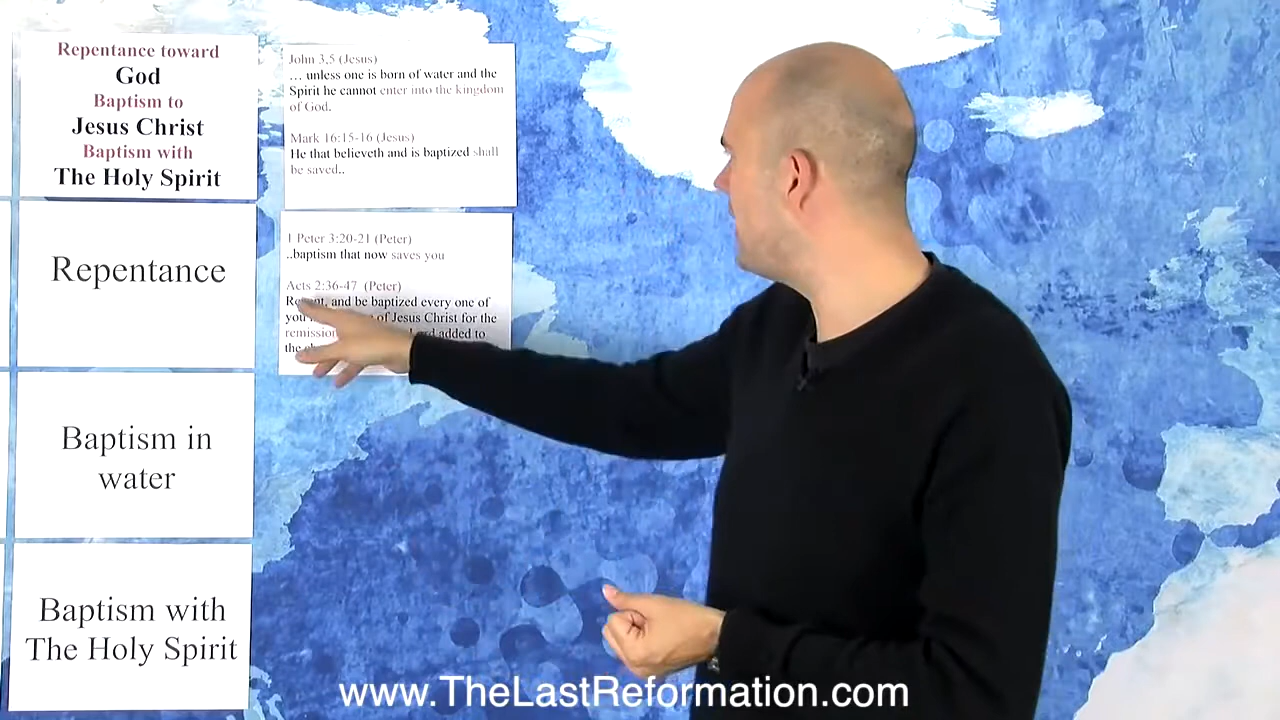 Repentance toward
God
Baptism to
Jesus Christ
Baptism with
The Holy Spirit
Repentance
Baptism in
water
Baptism with
The Holy Spirit
John 3,5 (Jesus)
... unless one is born of water and the
Spirit he cannot enter into the kingdom
of God.
Mark 16:15-16 (Jesus)
He that believeth and is baptized shall
be saved..
1 Peter 3:20-21 (Peter)
..baptism that now saves you
Acts 2:36-47 (Peter)
and be baptized every one of
you of Jesus Christ for the
remission added to
the
www.TheLastReformation.com